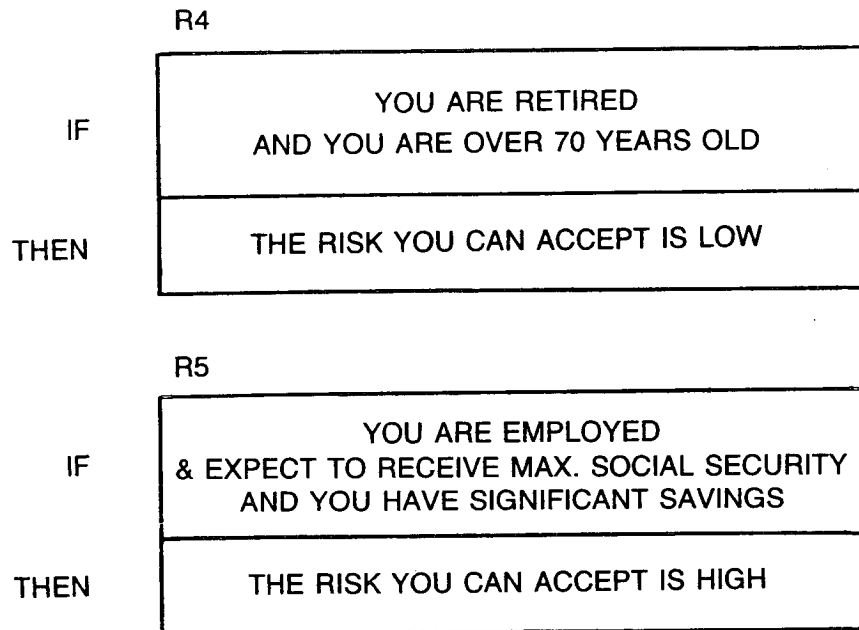 R4
IF
YOU ARE RETIRED
AND YOU ARE OVER 70 YEARS OLD
THEN
THE RISK YOU CAN ACCEPT IS LOW
R5
IF
YOU ARE EMPLOYED
& EXPECT TO RECEIVE MAX. SOCIAL SECURITY
AND YOU HAVE SIGNIFICANT SAVINGS
THEN
THE RISK YOU CAN ACCEPT IS HIGH